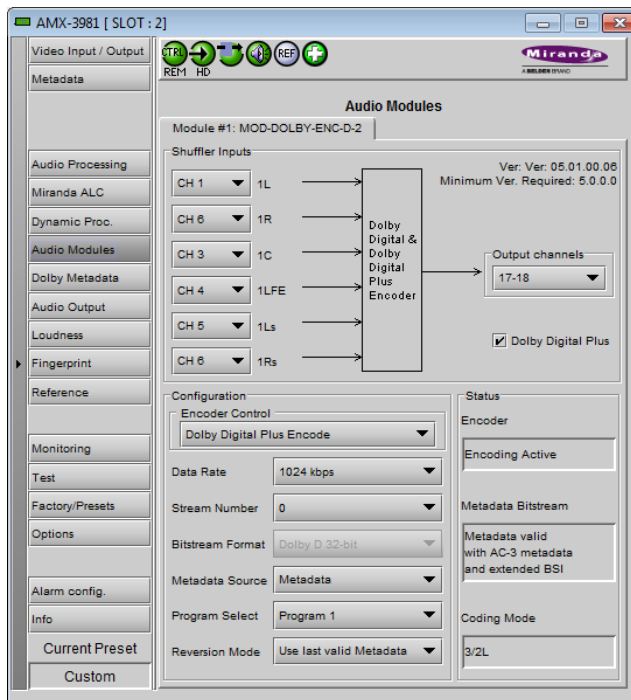 AMX-3981 [ SLOT : 2]
Video Input / Output
Metadata
Audio Processing
Miranda ALC
Dynamic Proc.
Audio Modules
Dolby Metadata
Audio Output
Loudness
Fingerprint
Reference
Monitoring
Test
Factory/Presets
Options
Alarm config.
Info
Current Preset
Custom
CTRL
REF
REM HD
Miranda
A BELDEN BRAND
Audio Modules
Module #1: MOD-DOLBY-ENC-D-2
Shuffler Inputs
Ver: Ver: 05.01.00.06
Minimum Ver. Required: 5.0.0.0
CH 1 1L
CH 6 1R
CH 3 1C
CH 4 1LFE
CH 5 1Ls
CH 6 1Rs
Dolby
Digital &
Dolby
Digital
Plus
Encoder
Output channels
17-18
Dolby Digital Plus
Configuration
Encoder Control
Dolby Digital Plus Encode
Data Rate 1024 kbps
Stream Number 0
Bitstream Format Dolby D 32-bit
Metadata Source Metadata
Program Select Program 1
Reversion Mode Use last valid Metadata
Status
Encoder
Encoding Active
Metadata Bitstream
Metadata valid
with AC-3 metadata
and extended BSI
Coding Mode
3/2L